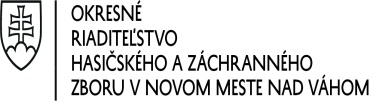 OKRESNÉ
RIADITEĽSTVO
HASIČSKÉHO A ZÁCHRANNÉHO
ZBORU V NOVOM MESTE NAD VÁHOM